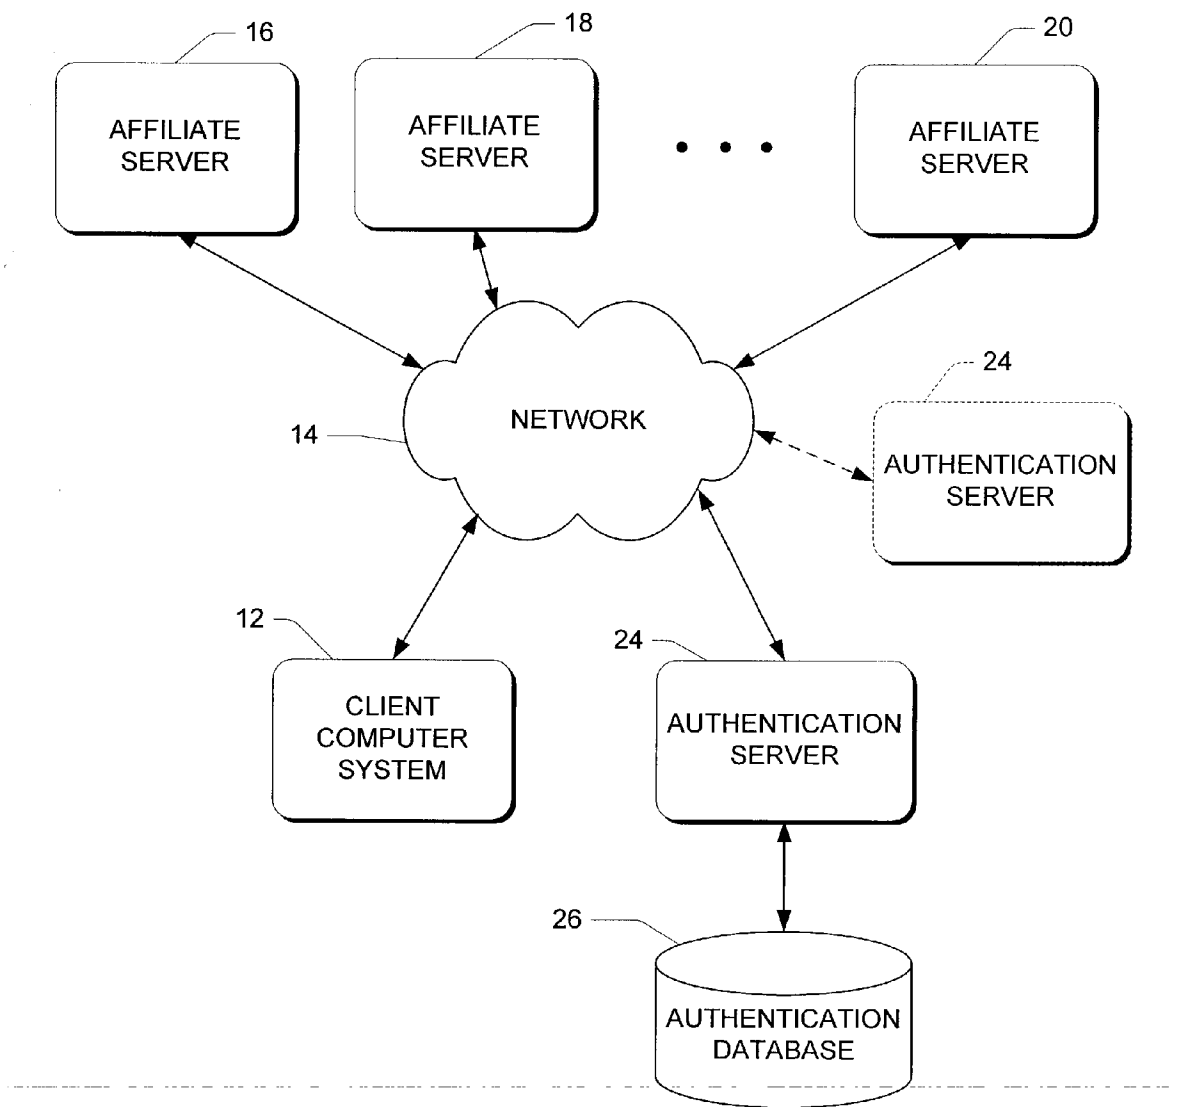 16
18
20
AFFILIATE
SERVER
AFFILIATE
SERVER
AFFILIATE
SERVER
24
NETWORK
14
AUTHENTICATION
SERVER
12
24
CLIENT
COMPUTER
SYSTEM
AUTHENTICATION
SERVER
26
AUTHENTICATION
DATABASE